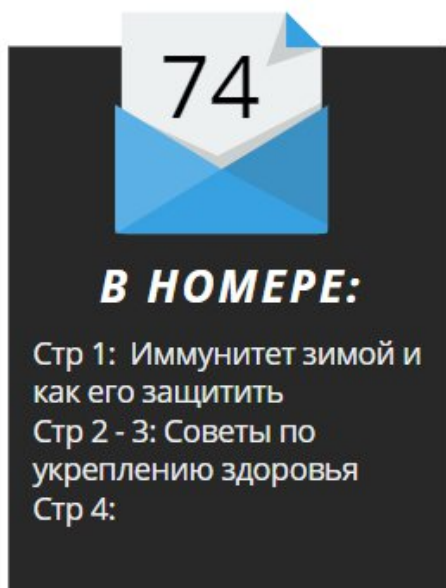 74
В НОМЕРЕ:
Стр 1:  Иммунитет зимой и
как его защитить
Стр 2 - 3: Советы по
укреплению здоровья
Стр 4: